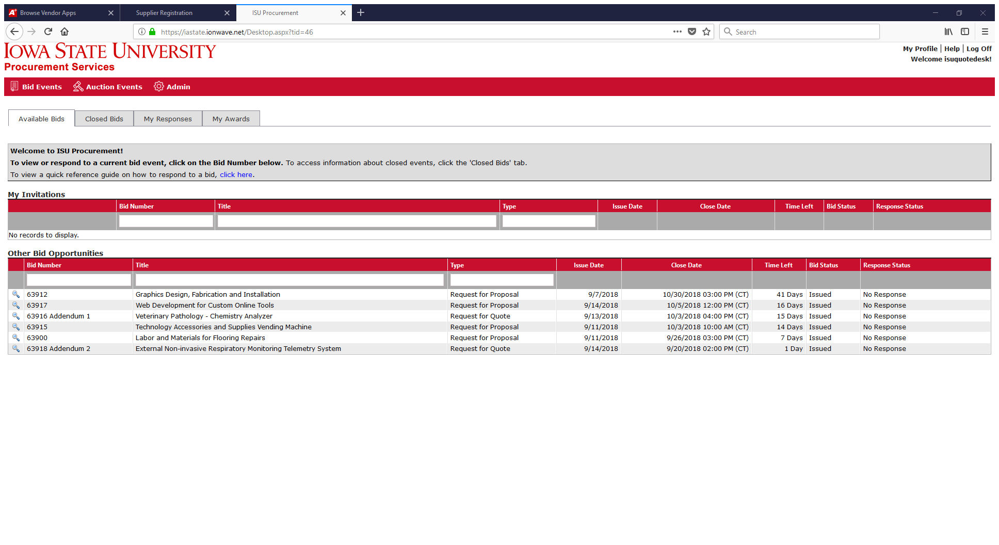 Browse Vendor Apps Supplier Registration ISU Procurement
https://iastate.ionwave.net/Desktop.aspx?tid=46 Search
IOWA STATE UNIVERSITY
Procurement Services
My Profile | Help | Log Off
Welcome isuquotedesk!
Bid Events Auction Events Admin
Available Bids Closed Bids My Responses My Awards
Welcome to ISU Procurement!
To view or respond to a current bid event, click on the Bid Number below. To access information about closed events, click the 'Closed Bids' tab.
To view a quick reference guide on how to respond to a bid, click here.
My Invitations
Bid Number Title Type Issue Date Close Date Time Left Bid Status Response Status
No records to display.
Other Bid Opportunities
Bid Number Title Type Issue Date Close Date Time Left Bid Status Response Status
63912 Graphics Design, Fabrication and Installation Request for Proposal 9/7/2018 10/30/2018 03:00 PM (CT) 41 Days Issued No Response
63917 Web Development for Custom Online Tools Request for Proposal 9/14/2018 10/5/2018 12:00 PM (CT) 16 Days Issued No Response
63916 Addendum 1 Veterinary Pathology - Chemistry Analyzer Request for Quote 9/13/2018 10/3/2018 04:00 PM (CT) 15 Days Issued No Response
63915 Technology Accessories and Supplies Vending Machine Request for Proposal 9/11/2018 10/3/2018 10:00 AM (CT) 14 Days Issued No Response
63900 Labor and Materials for Flooring Repairs Request for Proposal 9/11/2018 9/26/2018 03:00 PM (CT) 7 Days Issued No Response
63918 Addendum 2 External Non-invasive Respiratory Monitoring Telemetry System Request for Quote 9/14/2018 9/20/2018 02:00 PM (CT) 1 Day Issued No Response